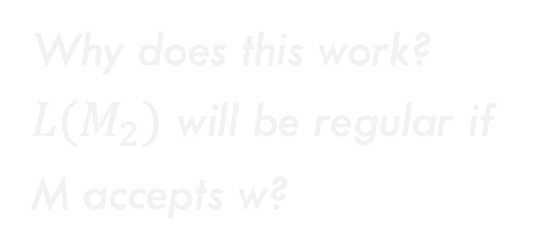 Why does this work?
L(M₂) will be regular if
M accepts w?